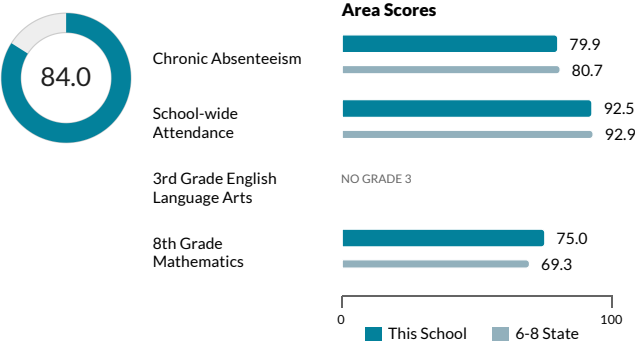 Area Scores
84.0
Chronic Absenteeism
79.9
80.7
School-wide
Attendance
92.5
92.9
3rd Grade English
Language Arts
NO GRADE 3
8th Grade
Mathematics
75.0
69.3
0
100
This School
6-8 State